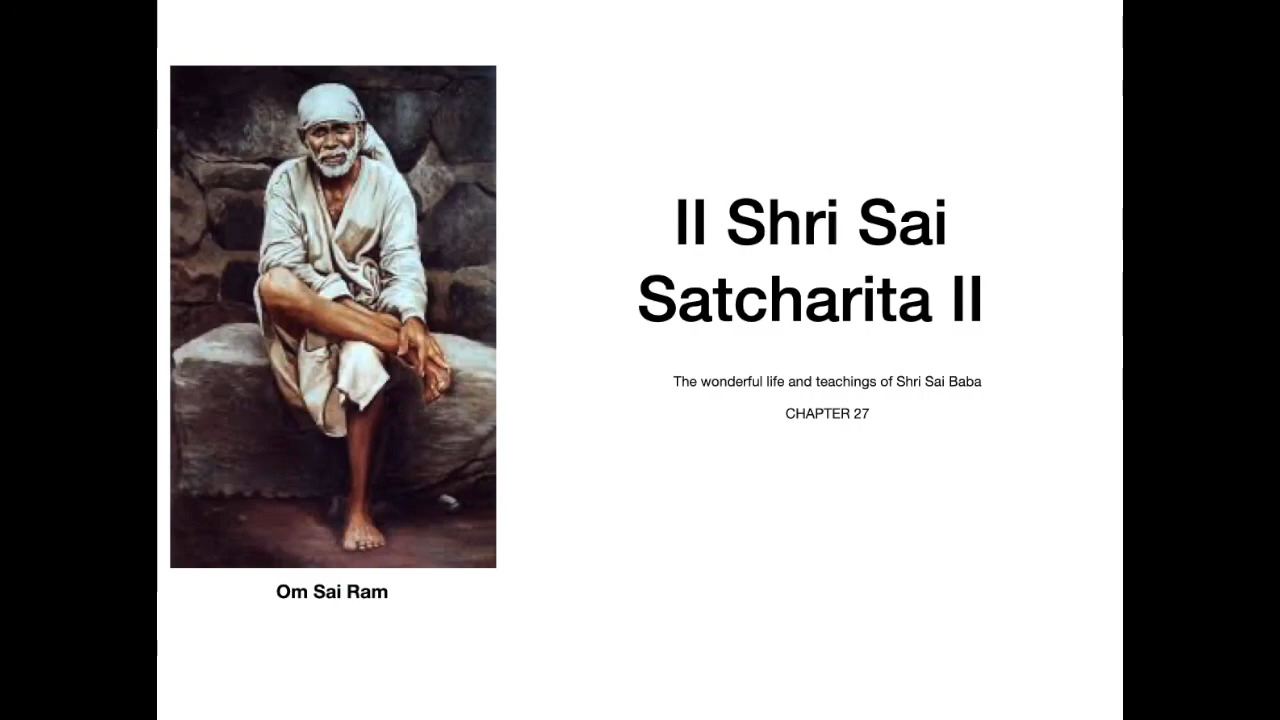 II Shri Sai
Satcharita II
The wonderful life and teachings of Shri Sai Baba
CHAPTER 27
Om Sai Ram